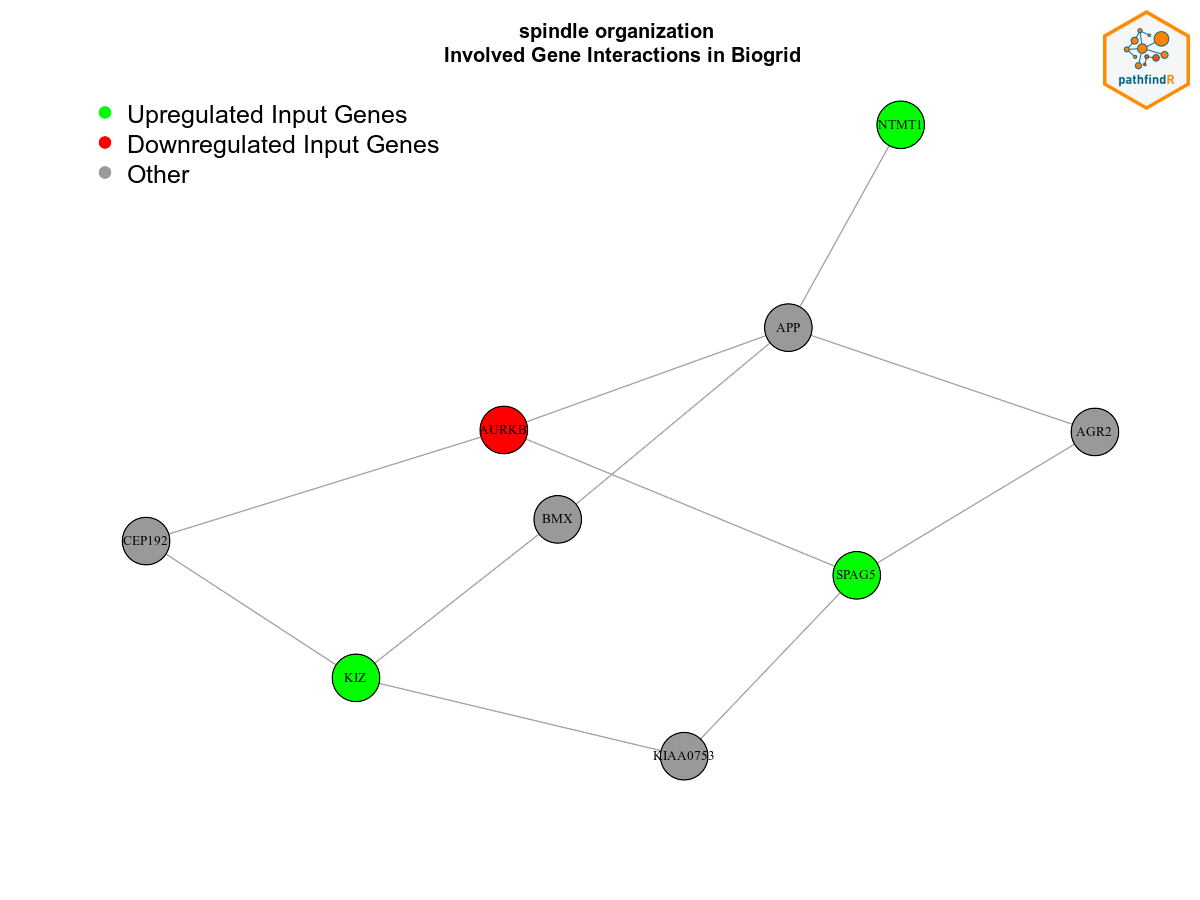 spindle organization
Involved Gene Interactions in Biogrid
pathfindR
Upregulated Input Genes
Downregulated Input Genes
Other
NTMT1
APP
AURKB
AGR2
BMX
CEP192
SPAG5
KIZ
KIAA0753